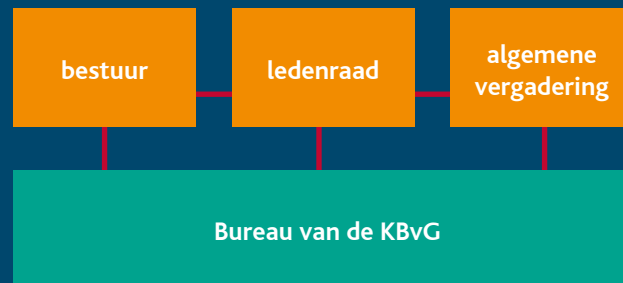 bestuur
ledenraad
algemene
vergadering
Bureau van de KBvG